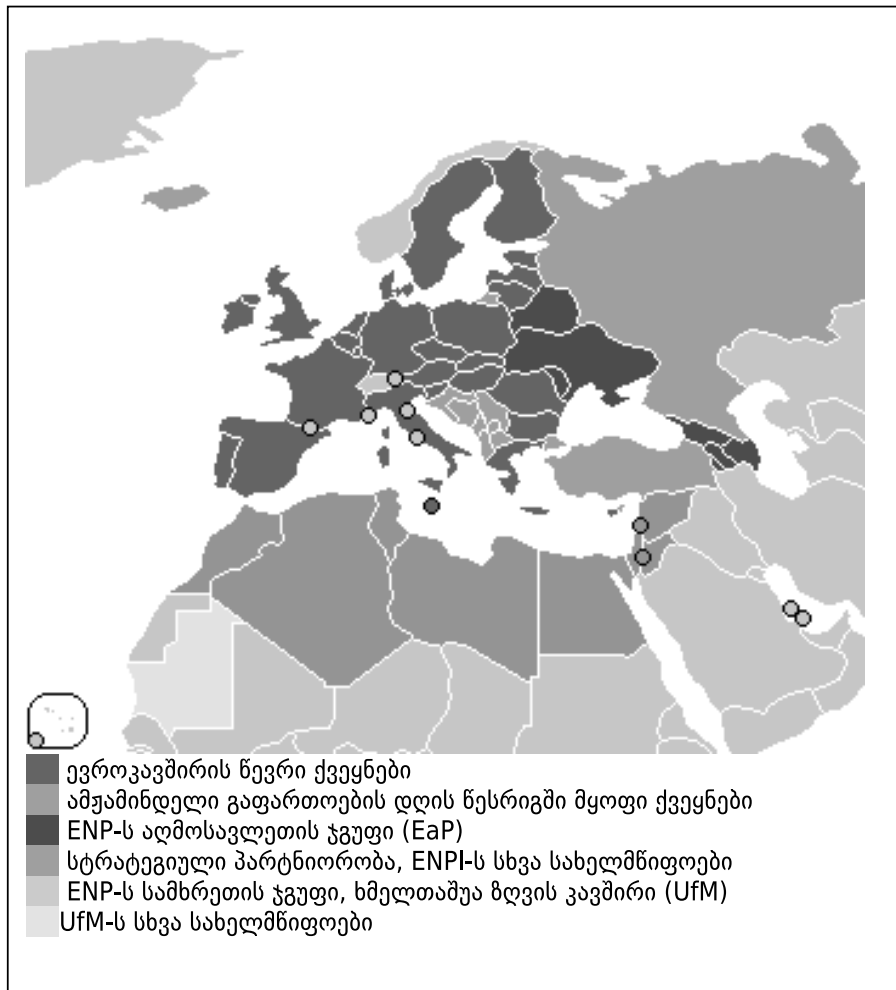 ევროკავშირის წევრი ქვეყნები
ამჟამინდელი გაფართოების დღის წესრიგში მყოფი ქვეყნები
ENP-ს აღმოსავლეთის ჯგუფი (EaP)
სტრატეგიული პარტნიორობა, ENPI-ს სხვა სახელმწიფოები
ENP-ს სამხრეთის ჯგუფი, ხმელთაშუა ზღვის კავშირი (UfM)
UfM-ს სხვა სახელმწიფოები